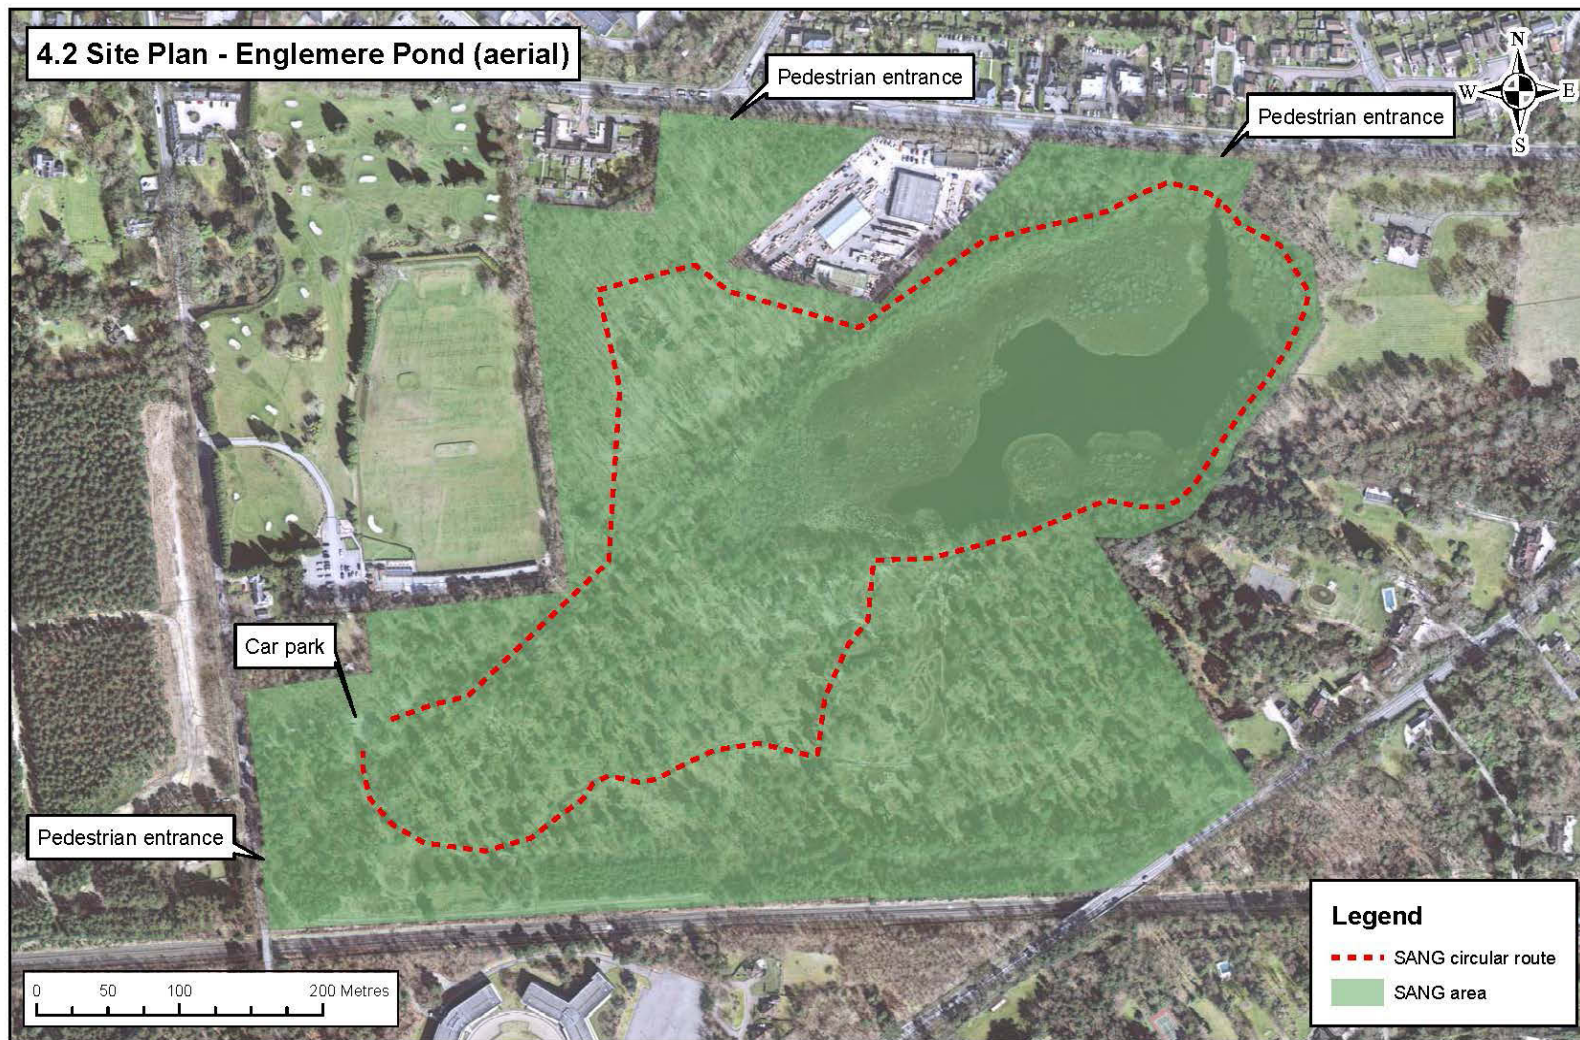 4.2 Site Plan - Englemere Pond (aerial)
Pedestrian entrance
Pedestrian entrance
N
W E
S
Car park
Pedestrian entrance
0 50 100 200 Metres
Legend
SANG circular route
SANG area